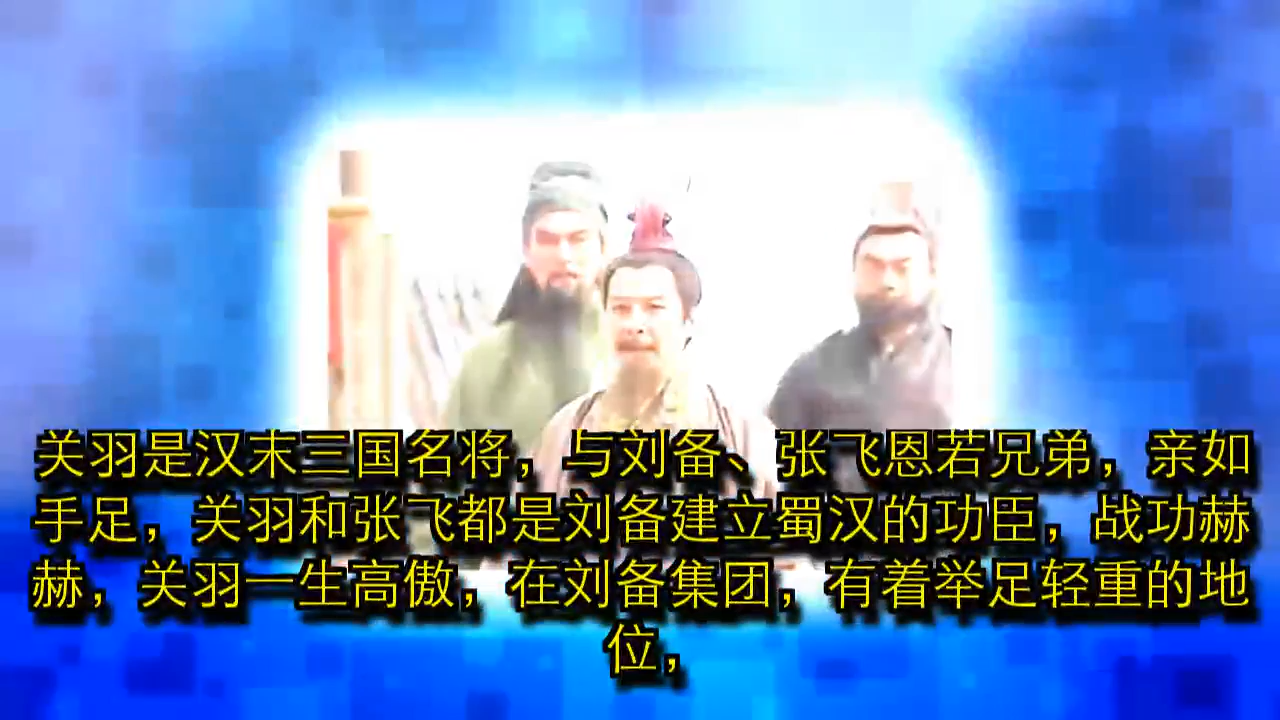 关羽是汉末三国名将，与刘备、张飞恩若兄弟，亲如
手足，关羽和张飞都是刘备建立蜀汉的功臣，战功赫
赫，关羽一生高傲，在刘备集团，有着举足轻重的地
位，